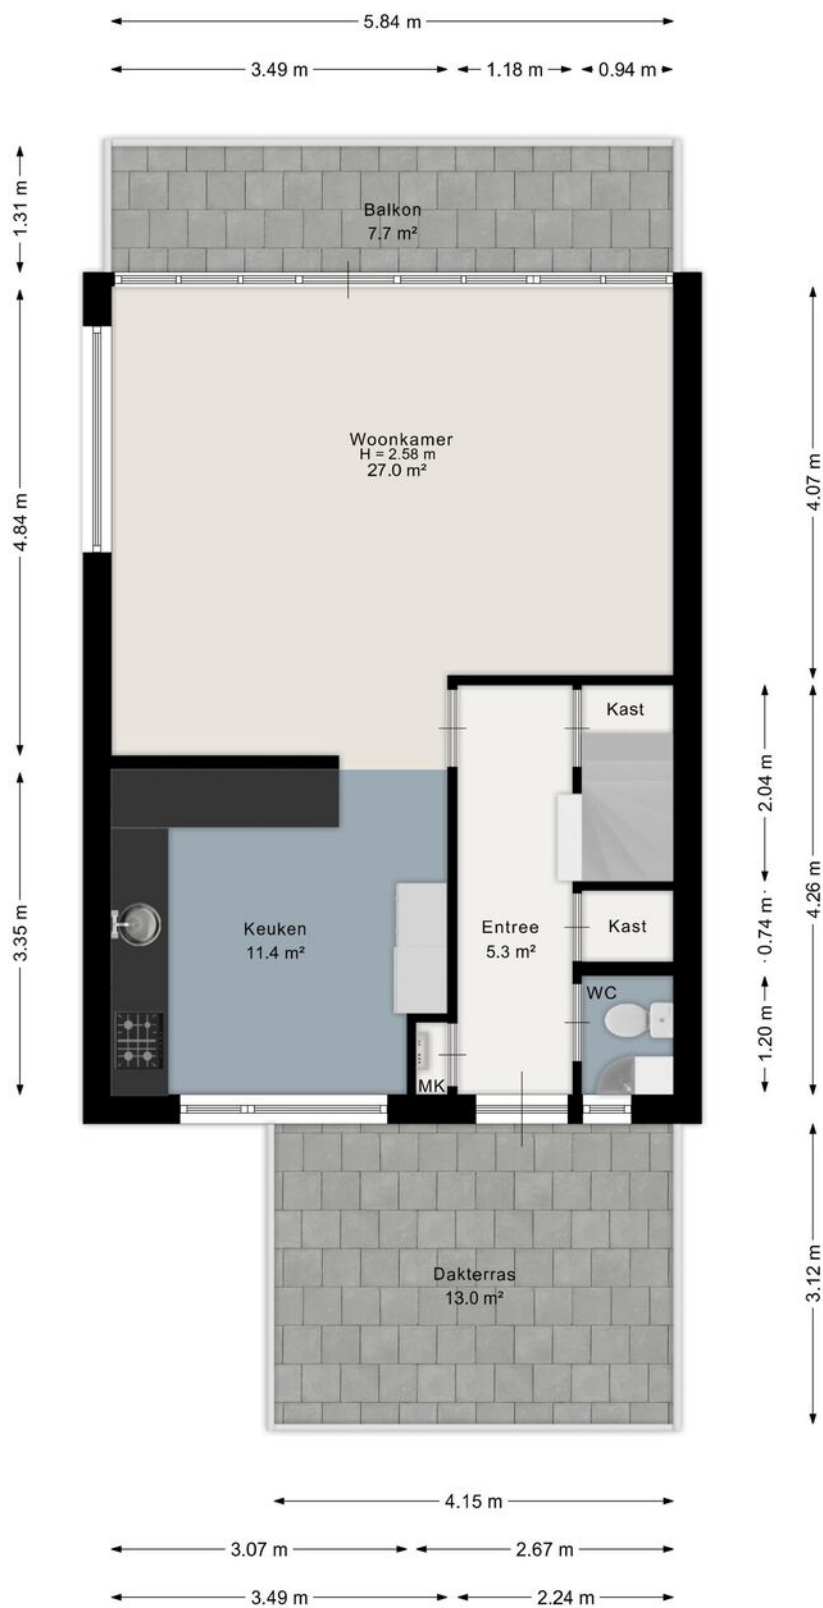 5.84 m
3.49 m
1.18 m
0.94 m
1.31 m
Balkon
7.7 m²
Woonkamer
H = 2.58 m
27.0 m²
4.84 m
4.07 m
Kast
2.04 m
4.26 m
3.35 m
Keuken
11.4 m²
Entree
5.3 m²
Kast
0.74 m
WC
1.20 m
MK
Dakterras
13.0 m²
3.12 m
4.15 m
3.07 m
2.67 m
3.49 m
2.24 m